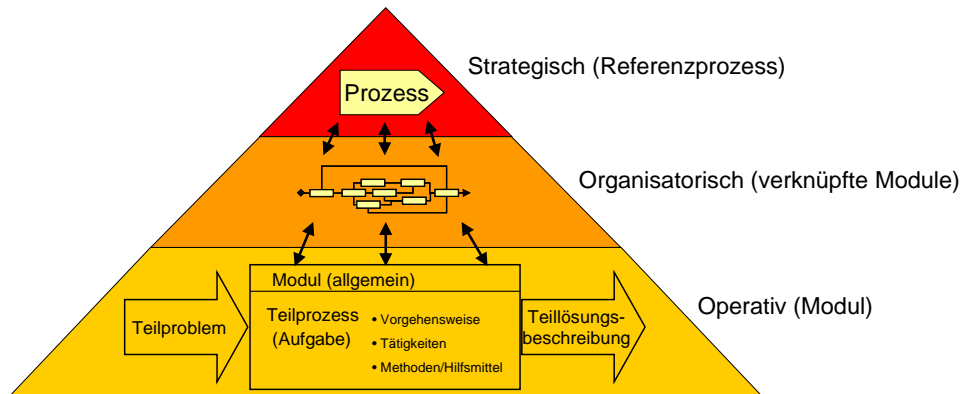 Strategisch (Referenzprozess)
Prozess
Organisatorisch (verknüpfte Module)
Modul (allgemein)
Operativ (Modul)
Teilproblem
Teilprozess
(Aufgabe)
• Vorgehensweise
• Tätigkeiten
• Methoden/Hilfsmittel
Teillösungs-
beschreibung